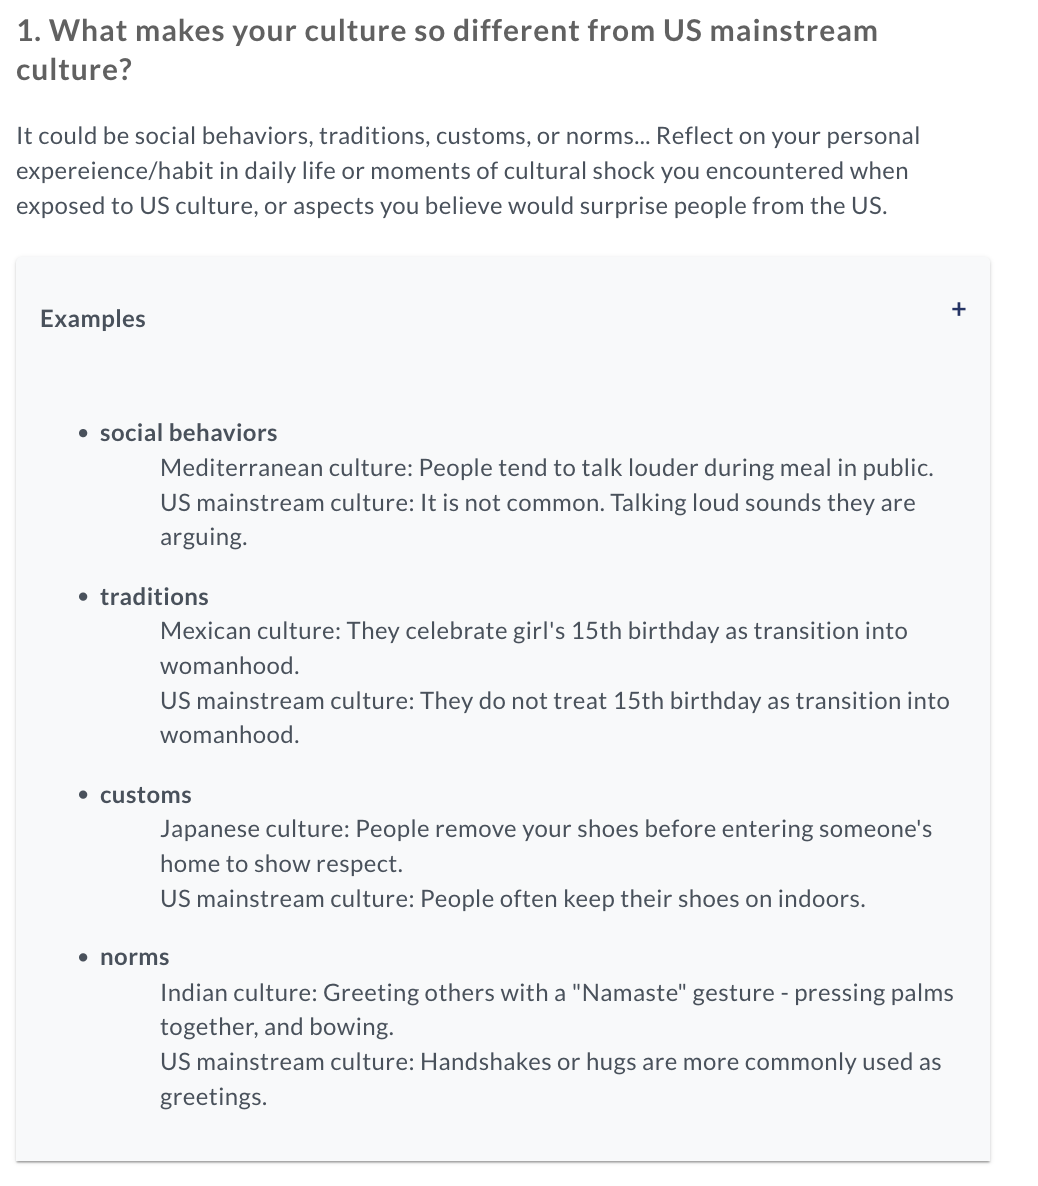 1. What makes your culture so different from US mainstream
culture?
It could be social behaviors, traditions, customs, or norms... Reflect on your personal
expereience/habit in daily life or moments of cultural shock you encountered when
exposed to US culture, or aspects you believe would surprise people from the US.
Examples +
• social behaviors
Mediterranean culture: People tend to talk louder during meal in public.
US mainstream culture: It is not common. Talking loud sounds they are
arguing.
• traditions
Mexican culture: They celebrate girl's 15th birthday as transition into
womanhood.
US mainstream culture: They do not treat 15th birthday as transition into
womanhood.
• customs
Japanese culture: People remove your shoes before entering someone's
home to show respect.
US mainstream culture: People often keep their shoes on indoors.
• norms
Indian culture: Greeting others with a "Namaste" gesture - pressing palms
together, and bowing.
US mainstream culture: Handshakes or hugs are more commonly used as
greetings.